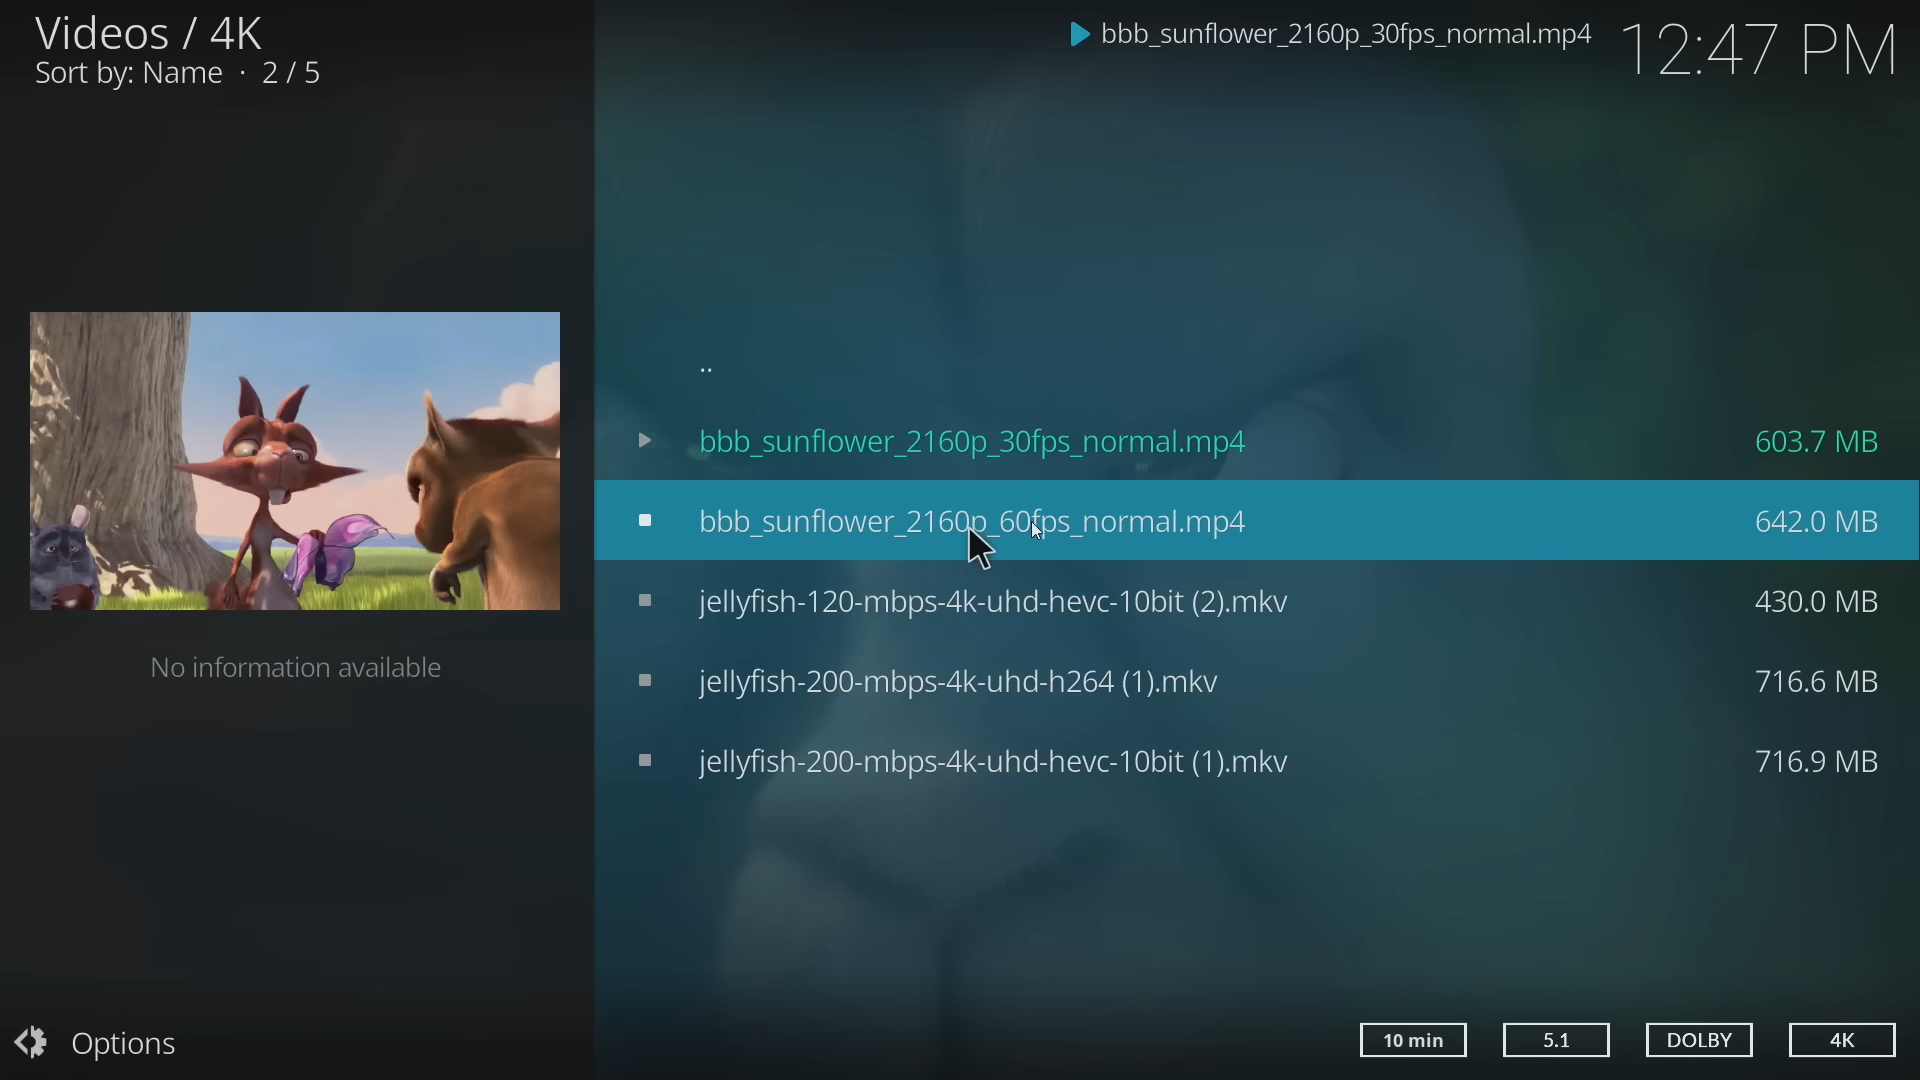 Videos / 4K
Sort by: Name · 2 / 5
bbb_sunflower_2160p_30fps_normal.mp4
12:47 PM
..
bbb_sunflower_2160p_30fps_normal.mp4 603.7 MB
bbb_sunflower_2160p_60fps_normal.mp4 642.0 MB
jellyfish-120-mbps-4k-uhd-hevc-10bit (2).mkv 430.0 MB
jellyfish-200-mbps-4k-uhd-h264 (1).mkv 716.6 MB
jellyfish-200-mbps-4k-uhd-hevc-10bit (1).mkv 716.9 MB
No information available
Options
10 min 5.1 DOLBY 4K